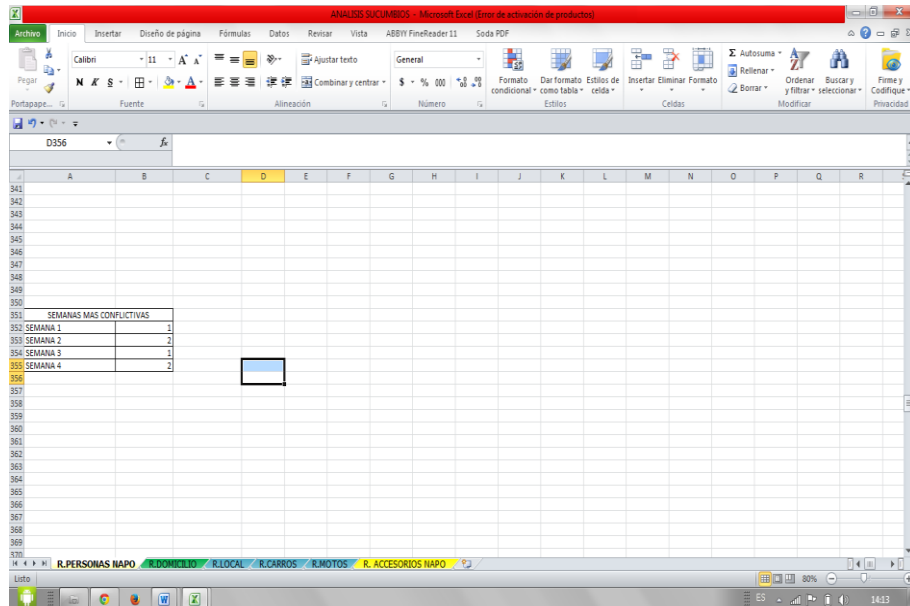 ANALISIS SUCUMBIOS - Microsoft Excel (Error de activación de productos)
Archivo Inicio Insertar Diseño de página Fórmulas Datos Revisar Vista ABBYY FineReader 11 Soda PDF
Pegar Calibri 11 A A Ajustar texto General Formato condicional Dar formato como tabla Estilos de celda Insertar Eliminar Formato Σ Autosuma Rellenar Borrar Ordenar y filtrar Buscar y seleccionar Firme y Codifique
N K S A Combinar y centrar $ % 000
Portapape... Fuente Alineación Número Estilos Celdas Modificar Privacidad
D356 fx
A B C D E F G H I J K L M N O P Q R
341
342
343
344
345
346
347
348
349
350
351 SEMANAS MAS CONFLICTIVAS
352 SEMANA 1 1
353 SEMANA 2 2
354 SEMANA 3 1
355 SEMANA 4 2
356
357
358
359
360
361
362
363
364
365
366
367
368
369
370
R.PERSONAS NAPO R.DOMICILIO R.LOCAL R.CARROS R.MOTOS R. ACCESORIOS NAPO
Listo 80%
ES 14:13